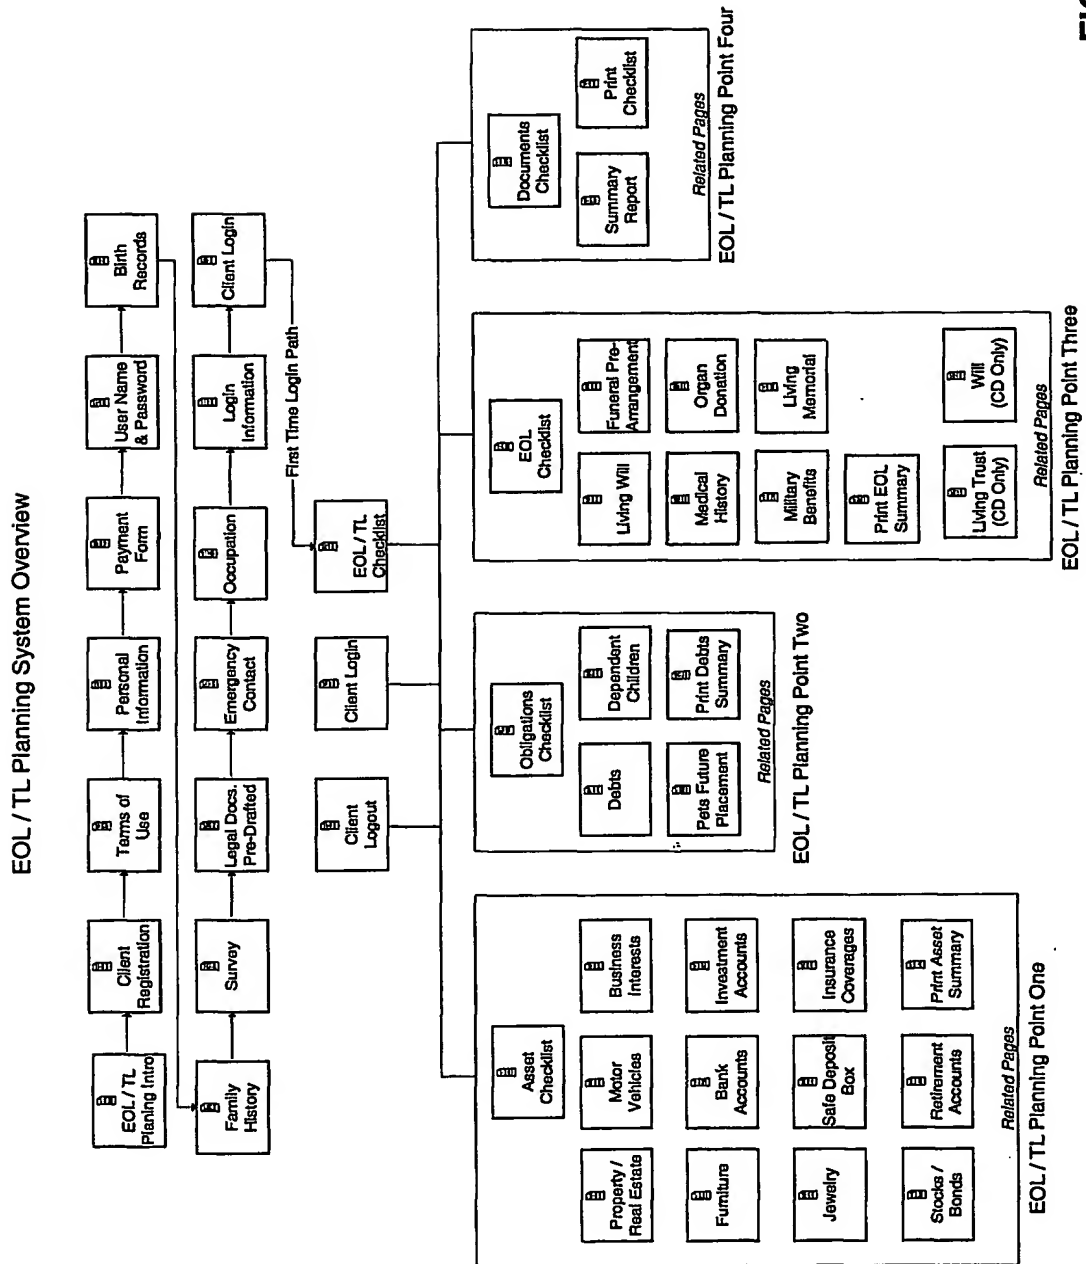 EOL / TL Planning System Overview
EOL / TL
Planing Intro
Client
Registration
Terms of
Use
Personal
Information
Payment
Form
User Name
& Password
Birth
Records
Family
History
Survey
Legal Docs.
Pre-Drafted
Emergency
Contact
Occupation
Login
Information
Client Login
First Time Login Path
Client
Logout
Client Login
EOL / TL
Checklist
Asset
Checklist
Property /
Real Estate
Motor
Vehicles
Business
Interests
Furniture
Bank
Accounts
Investment
Accounts
Jewelry
Safe Deposit
Box
Insurance
Coverages
Stocks /
Bonds
Retirement
Accounts
Print Asset
Summary
Related Pages
EOL / TL Planning Point One
Obligations
Checklist
Debts
Dependent
Children
Pets Future
Placement
Print Debts
Summary
Related Pages
EOL / TL Planning Point Two
EOL
Checklist
Living Will
Funeral Pre-
Arrangement
Medical
History
Organ
Donation
Military
Benefits
Living
Memorial
Print EOL
Summary
Living Trust
(CD Only)
Will
(CD Only)
Related Pages
EOL / TL Planning Point Three
Documents
Checklist
Summary
Report
Print
Checklist
Related Pages
EOL / TL Planning Point Four